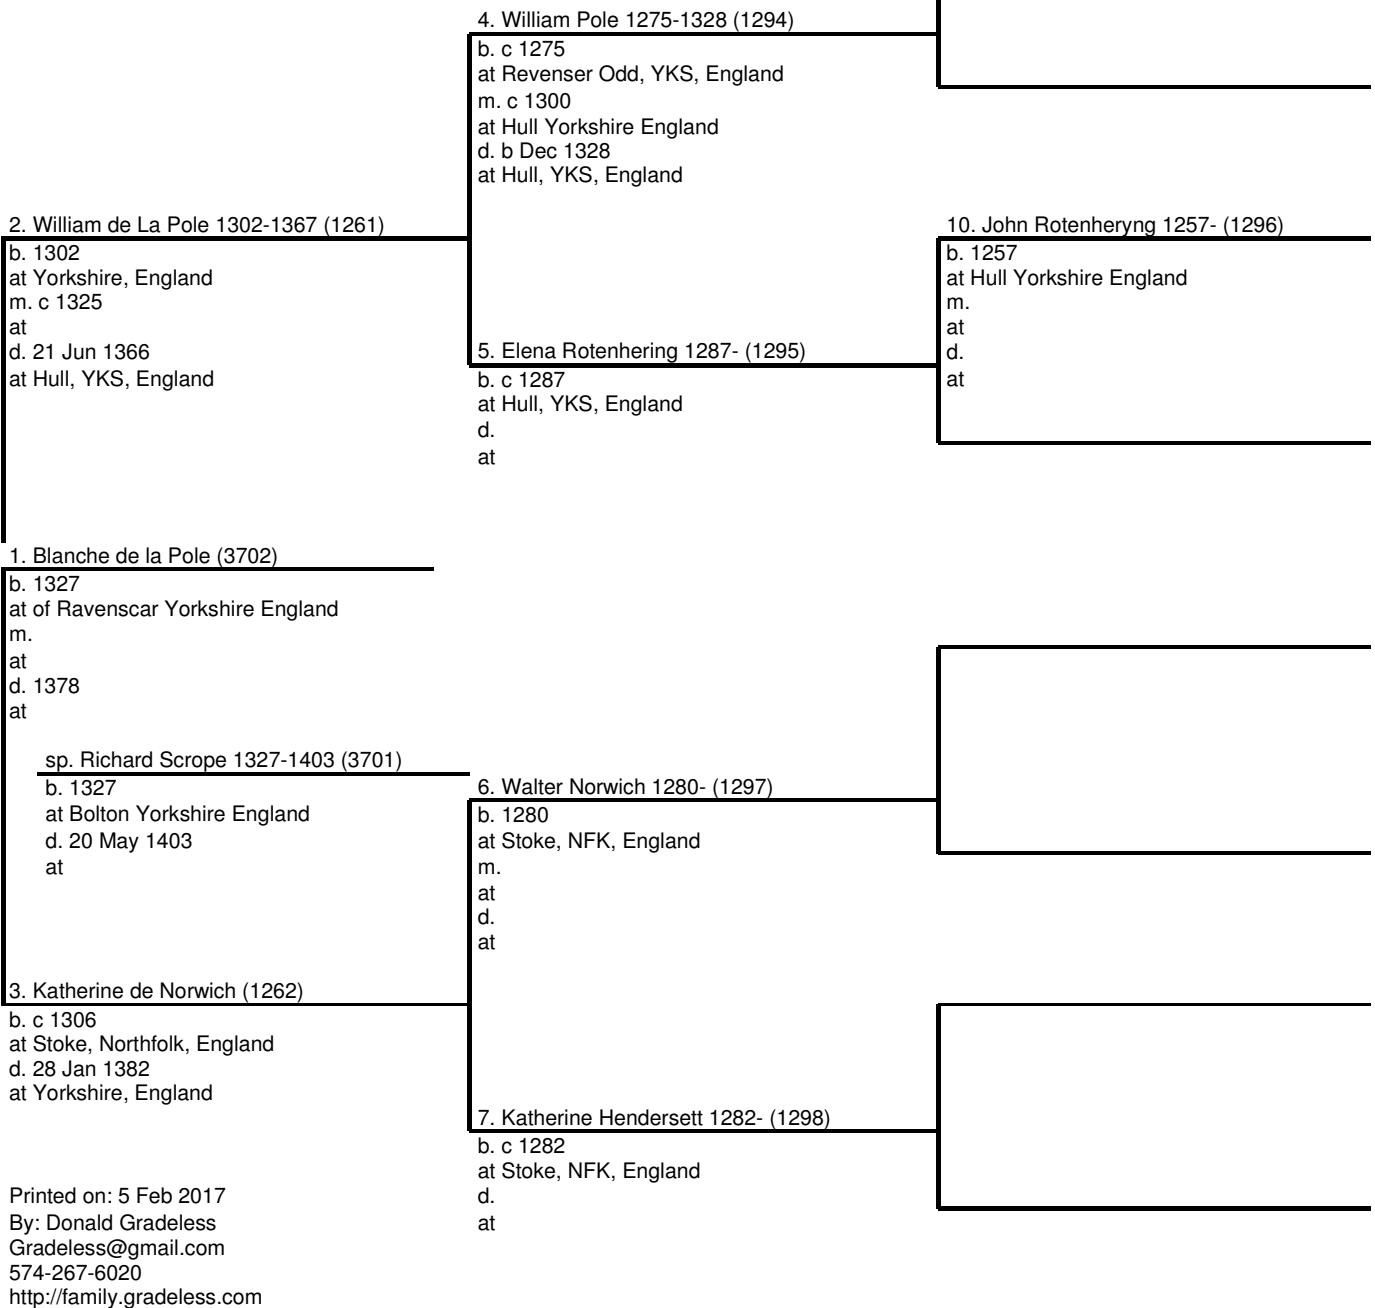 4. William Pole 1275-1328 (1294)
b. c 1275
at Revenser Odd, YKS, England
m. c 1300
at Hull Yorkshire England
d. b Dec 1328
at Hull, YKS, England
2. William de La Pole 1302-1367 (1261)
b. 1302
at Yorkshire, England
m. c 1325
at
d. 21 Jun 1366
at Hull, YKS, England
10. John Rotenheryng 1257- (1296)
b. 1257
at Hull Yorkshire England
m.
at
d.
at
5. Elena Rotenhering 1287- (1295)
b. c 1287
at Hull, YKS, England
d.
at
1. Blanche de la Pole (3702)
b. 1327
at of Ravenscar Yorkshire England
m.
at
d. 1378
at
sp. Richard Scrope 1327-1403 (3701)
b. 1327
at Bolton Yorkshire England
d. 20 May 1403
at
6. Walter Norwich 1280- (1297)
b. 1280
at Stoke, NFK, England
m.
at
d.
at
3. Katherine de Norwich (1262)
b. c 1306
at Stoke, Northfolk, England
d. 28 Jan 1382
at Yorkshire, England
7. Katherine Hendersett 1282- (1298)
b. c 1282
at Stoke, NFK, England
d.
at
Printed on: 5 Feb 2017
By: Donald Gradeless
Gradeless@gmail.com
574-267-6020
http://family.gradeless.com